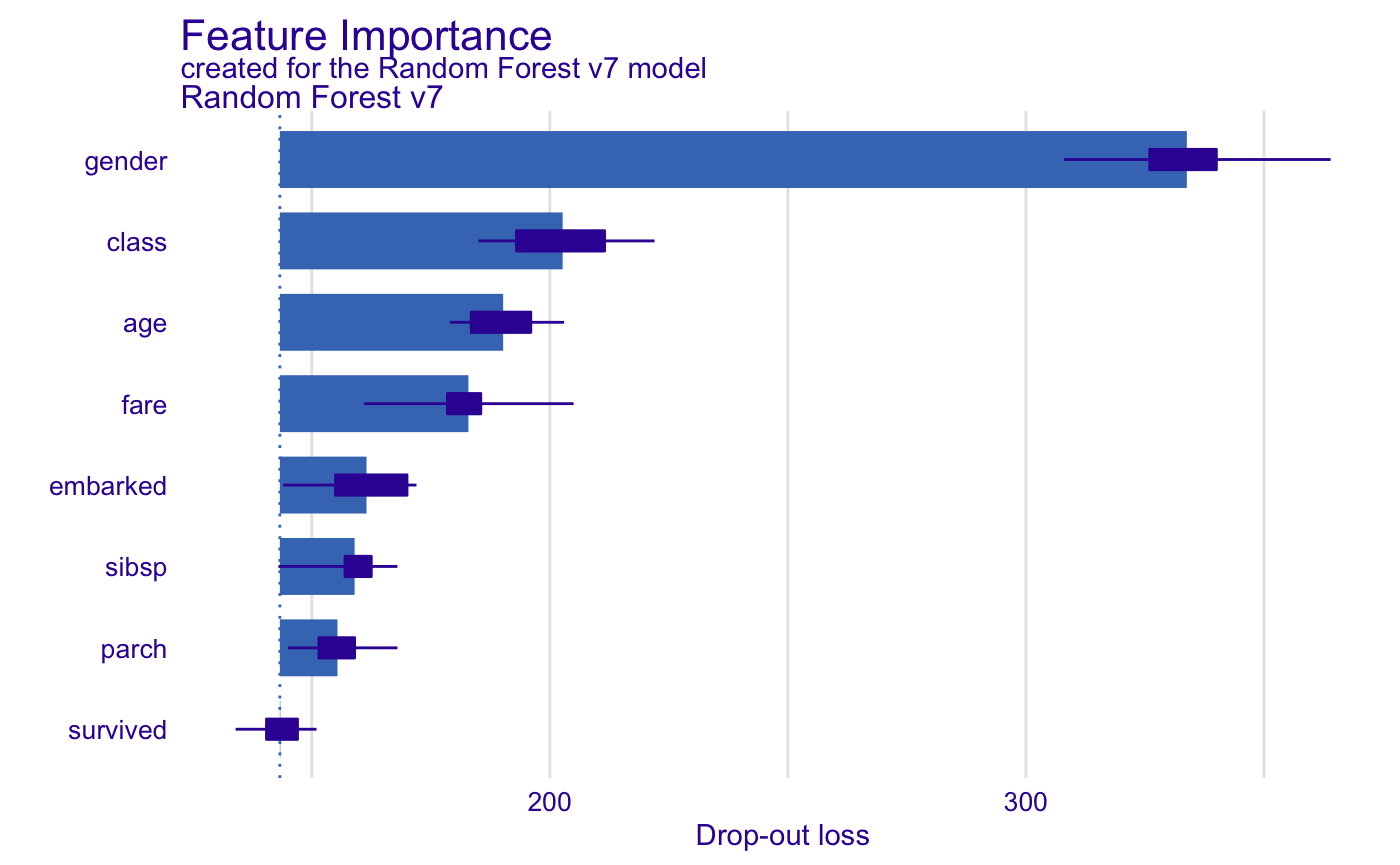 Feature Importance
created for the Random Forest v7 model
Random Forest v7
gender
class
age
fare
embarked
sibsp
parch
survived
200 300
Drop-out loss